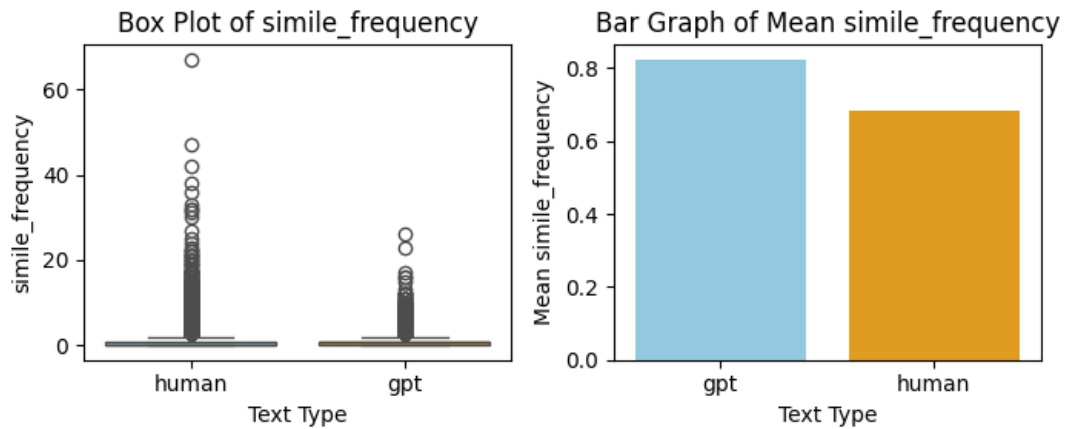 Box Plot of simile_frequency
simile_frequency
60
40
20
0
human
gpt
Text Type
Bar Graph of Mean simile_frequency
Mean simile_frequency
0.8
0.6
0.4
0.2
0.0
gpt
human
Text Type